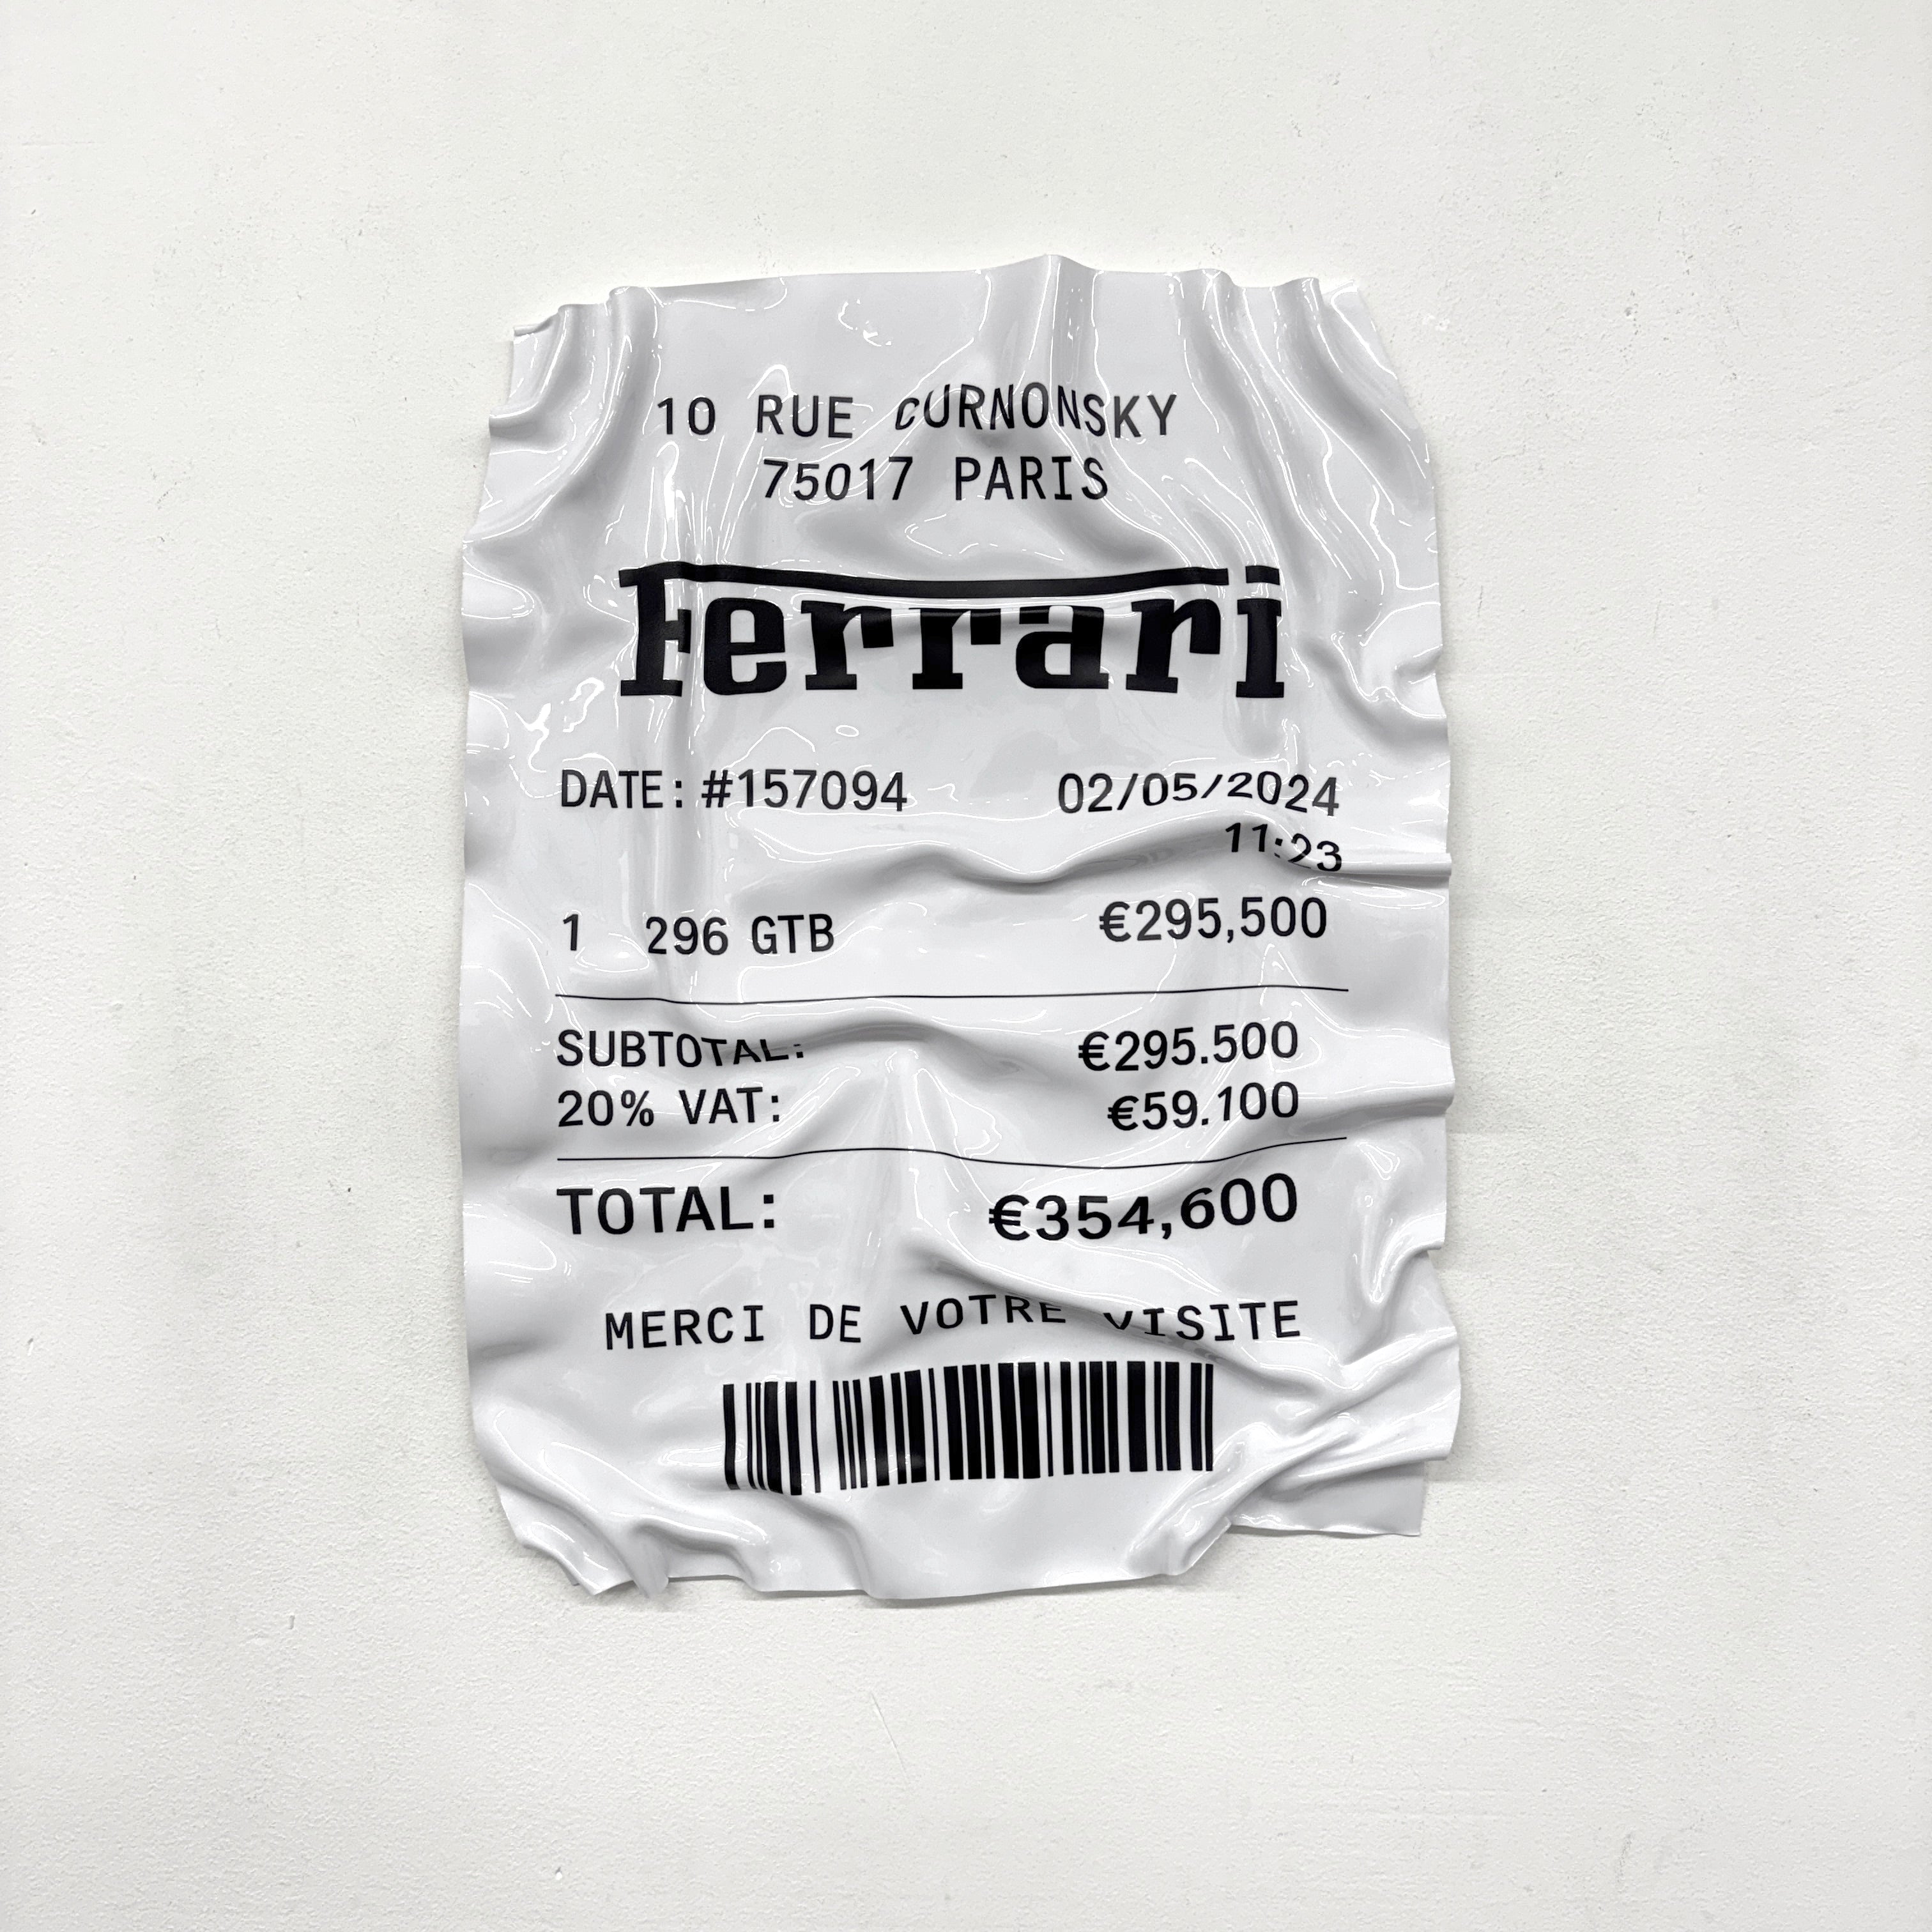 10 RUE CURNONSKY
75017 PARIS
Ferrari
DATE: #157094 02/05/2024
11:23
1 296 GTB €295,500
SUBTOTAL: €295.500
20% VAT: €59.100
TOTAL: €354,600
MERCI DE VOTRE VISITE